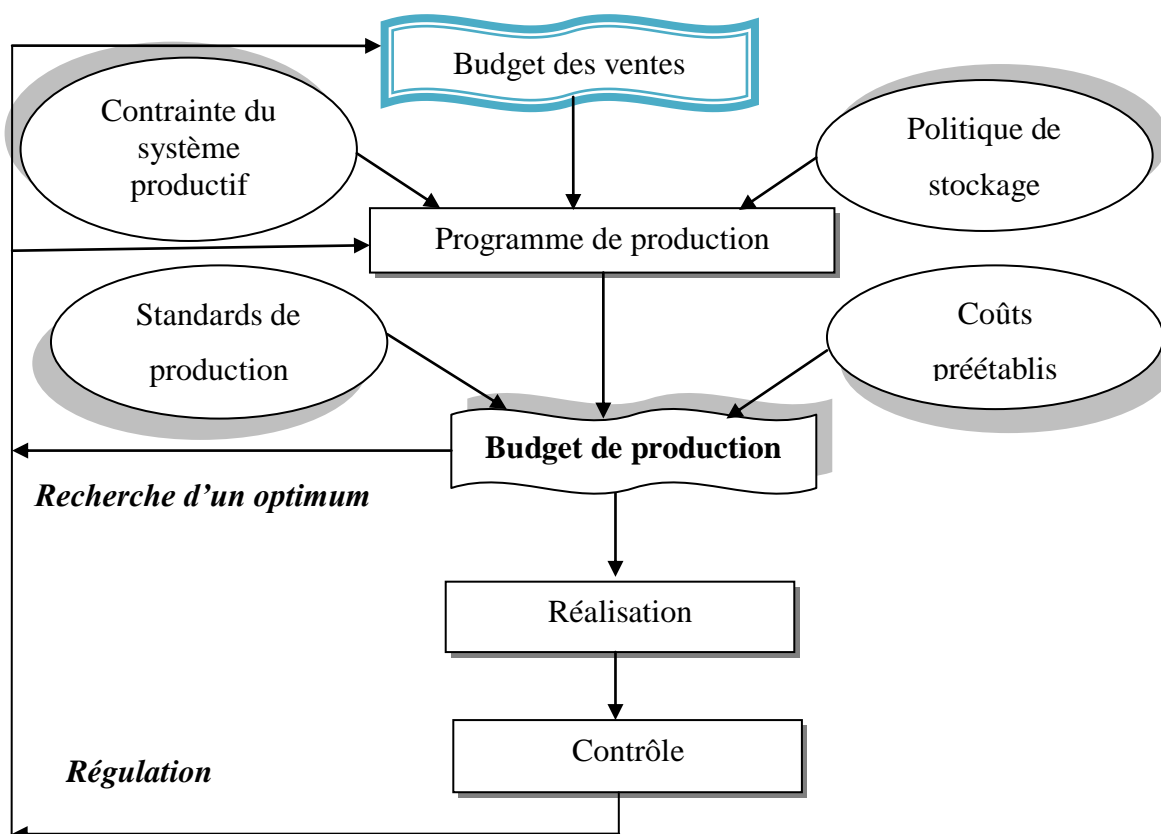 Budget des ventes
Contrainte du
système
productif
Politique de
stockage
Programme de production
Standards de
production
Coûts
préétablis
Budget de production
Recherche d’un optimum
Réalisation
Contrôle
Régulation